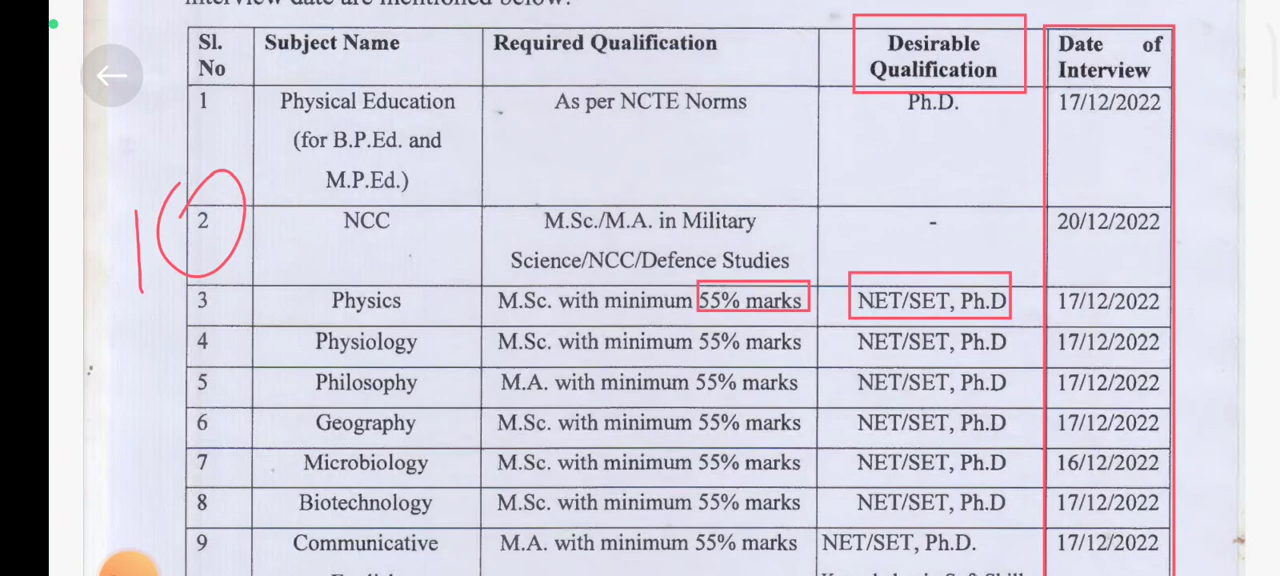 interview date are mentioned below:
Sl. No Subject Name Required Qualification Desirable Qualification Date of Interview
1 Physical Education (for B.P.Ed. and M.P.Ed.) As per NCTE Norms Ph.D. 17/12/2022
2 NCC M.Sc./M.A. in Military Science/NCC/Defence Studies - 20/12/2022
3 Physics M.Sc. with minimum 55% marks NET/SET, Ph.D 17/12/2022
4 Physiology M.Sc. with minimum 55% marks NET/SET, Ph.D 17/12/2022
5 Philosophy M.A. with minimum 55% marks NET/SET, Ph.D 17/12/2022
6 Geography M.Sc. with minimum 55% marks NET/SET, Ph.D 17/12/2022
7 Microbiology M.Sc. with minimum 55% marks NET/SET, Ph.D 16/12/2022
8 Biotechnology M.Sc. with minimum 55% marks NET/SET, Ph.D 17/12/2022
9 Communicative M.A. with minimum 55% marks NET/SET, Ph.D. 17/12/2022